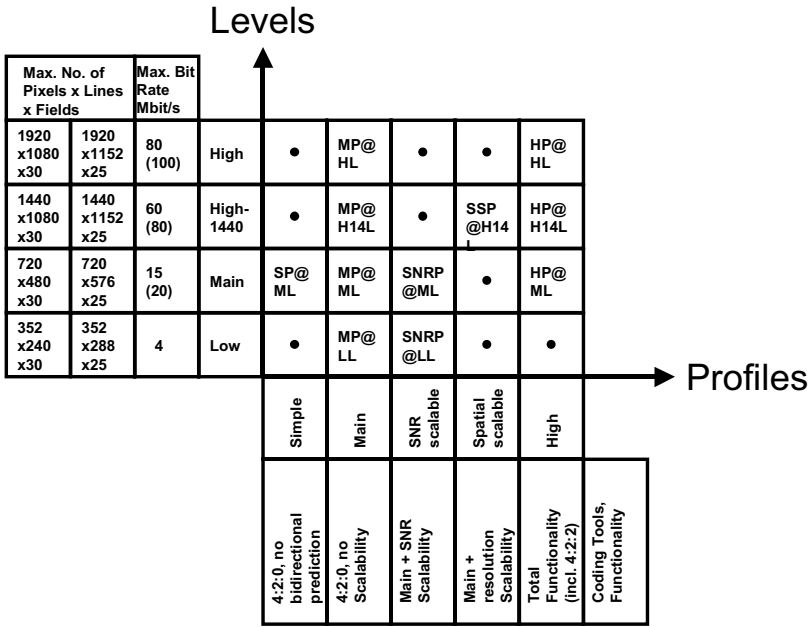 Levels
Max. No. of
Pixels x Lines
x Fields
Max. Bit
Rate
Mbit/s
1920
x1080
x30
1920
x1152
x25
80
(100)
High
●
MP@
HL
●
●
HP@
HL
1440
x1080
x30
1440
x1152
x25
60
(80)
High-
1440
●
MP@
H14L
●
SSP
@H14
L
HP@
H14L
720
x480
x30
720
x576
x25
15
(20)
Main
SP@
ML
MP@
ML
SNRP
@ML
●
HP@
ML
352
x240
x30
352
x288
x25
4
Low
●
MP@
LL
SNRP
@LL
●
●
Profiles
Simple
Main
SNR
scalable
Spatial
scalable
High
4:2:0, no
bidirectional
prediction
4:2:0, no
Scalability
Main + SNR
Scalability
Main +
resolution
Scalability
Total
Functionality
(incl. 4:2:2)
Coding Tools,
Functionality